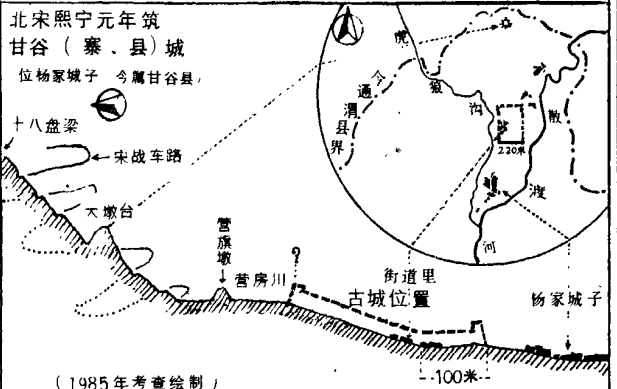 北宋熙宁元年筑
甘谷(寨、县)城
位杨家城子 今属甘谷县,
十八盘梁
宋战车路
大墩台
营旗墩
营房川
街道里
古城位置
杨家城子
100米
(1985年考查绘制)
今通渭县界
虎狼沟
散渡河
220米